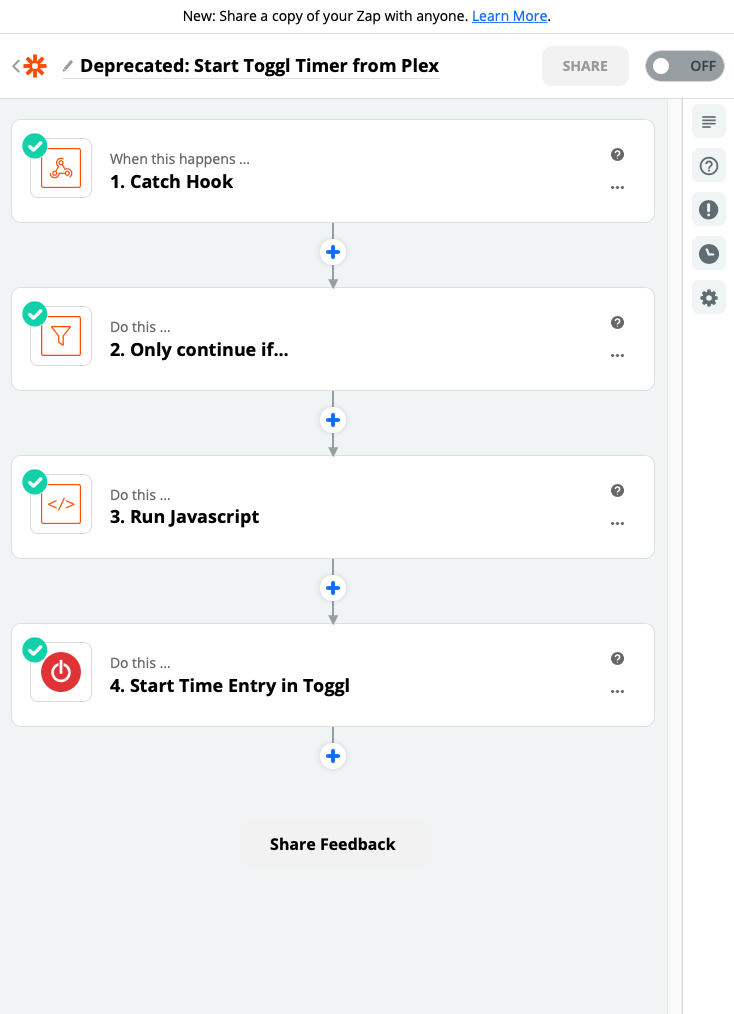 New: Share a copy of your Zap with anyone. Learn More.
Deprecated: Start Toggl Timer from Plex
SHARE
OFF
When this happens ...
1. Catch Hook
Do this ...
2. Only continue if...
Do this ...
</>
3. Run Javascript
Do this ...
4. Start Time Entry in Toggl
Share Feedback